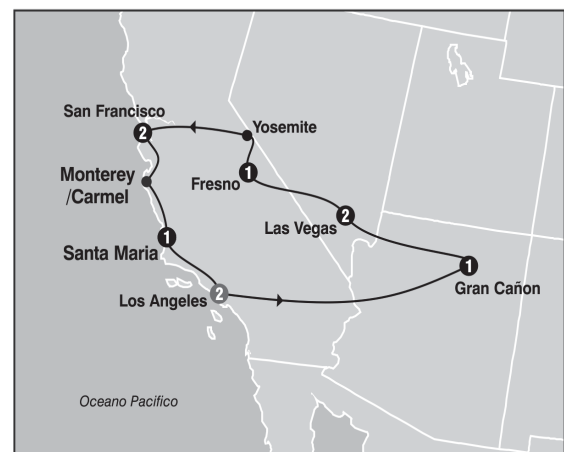 San Francisco
2
Yosemite
Monterey
/Carmel
1
Fresno
2
Las Vegas
1
Santa Maria
1
Gran Cañon
2
Los Angeles
Oceano Pacifico